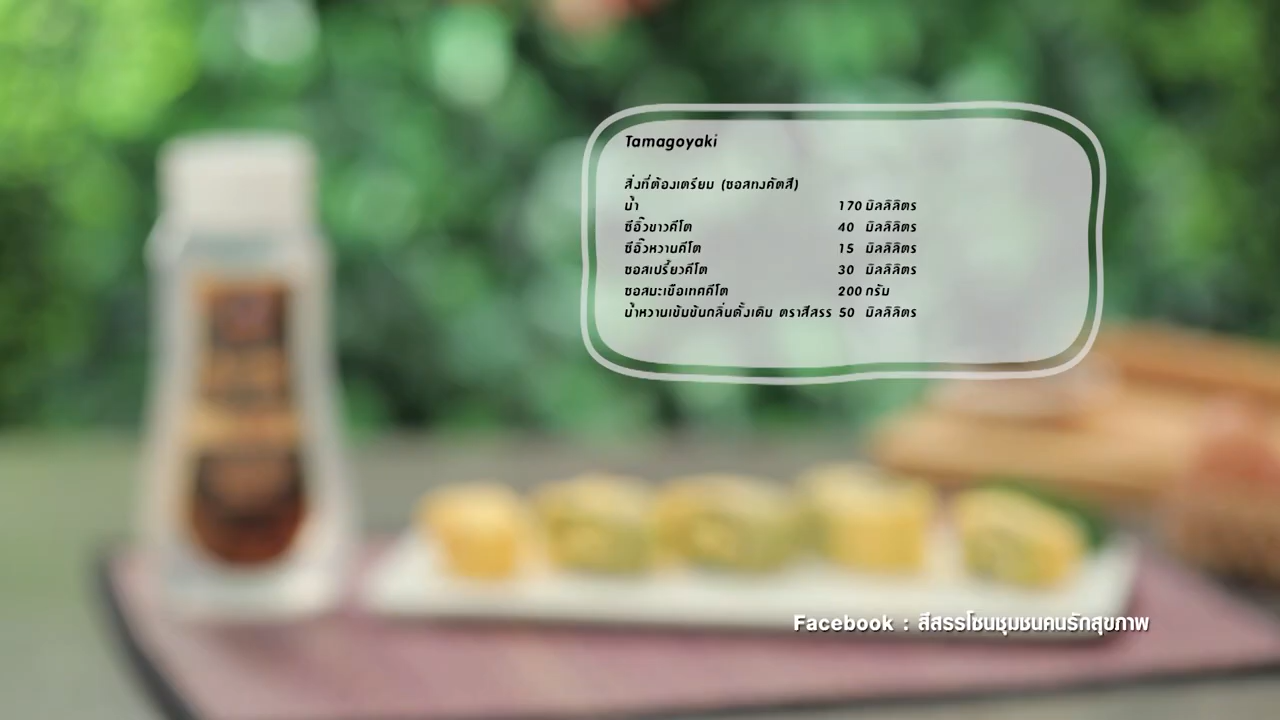 Tamagoyaki
สิ่งที่ต้องเตรียม (ซอสทงคัตสึ)
น้ำ 170 มิลลิลิตร
ซีอิ๊วขาวคีโต 40 มิลลิลิตร
ซีอิ๊วหวานคีโต 15 มิลลิลิตร
ซอสเปรี้ยวคีโต 30 มิลลิลิตร
ซอสมะเขือเทศคีโต 200 กรัม
น้ำหวานเข้มข้นกลิ่นดั้งเดิม ตราสีสรร 50 มิลลิลิตร
Facebook : สีสรรโซนชุมชนคนรักสุขภาพ